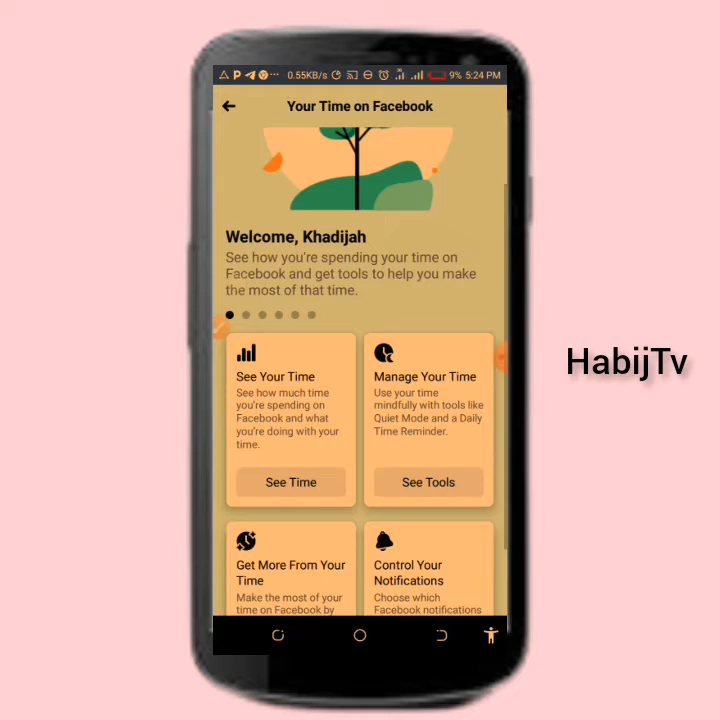 0.55KB/s 9% 5:24 PM
Your Time on Facebook
Welcome, Khadijah
See how you're spending your time on
Facebook and get tools to help you make
the most of that time.
See Your Time
See how much time
you're spending on
Facebook and what
you're doing with your
time.
See Time
Manage Your Time
Use your time
mindfully with tools like
Quiet Mode and a Daily
Time Reminder.
See Tools
Get More From Your
Time
Make the most of your
time on Facebook by
Control Your
Notifications
Choose which
Facebook notifications
HabijTv